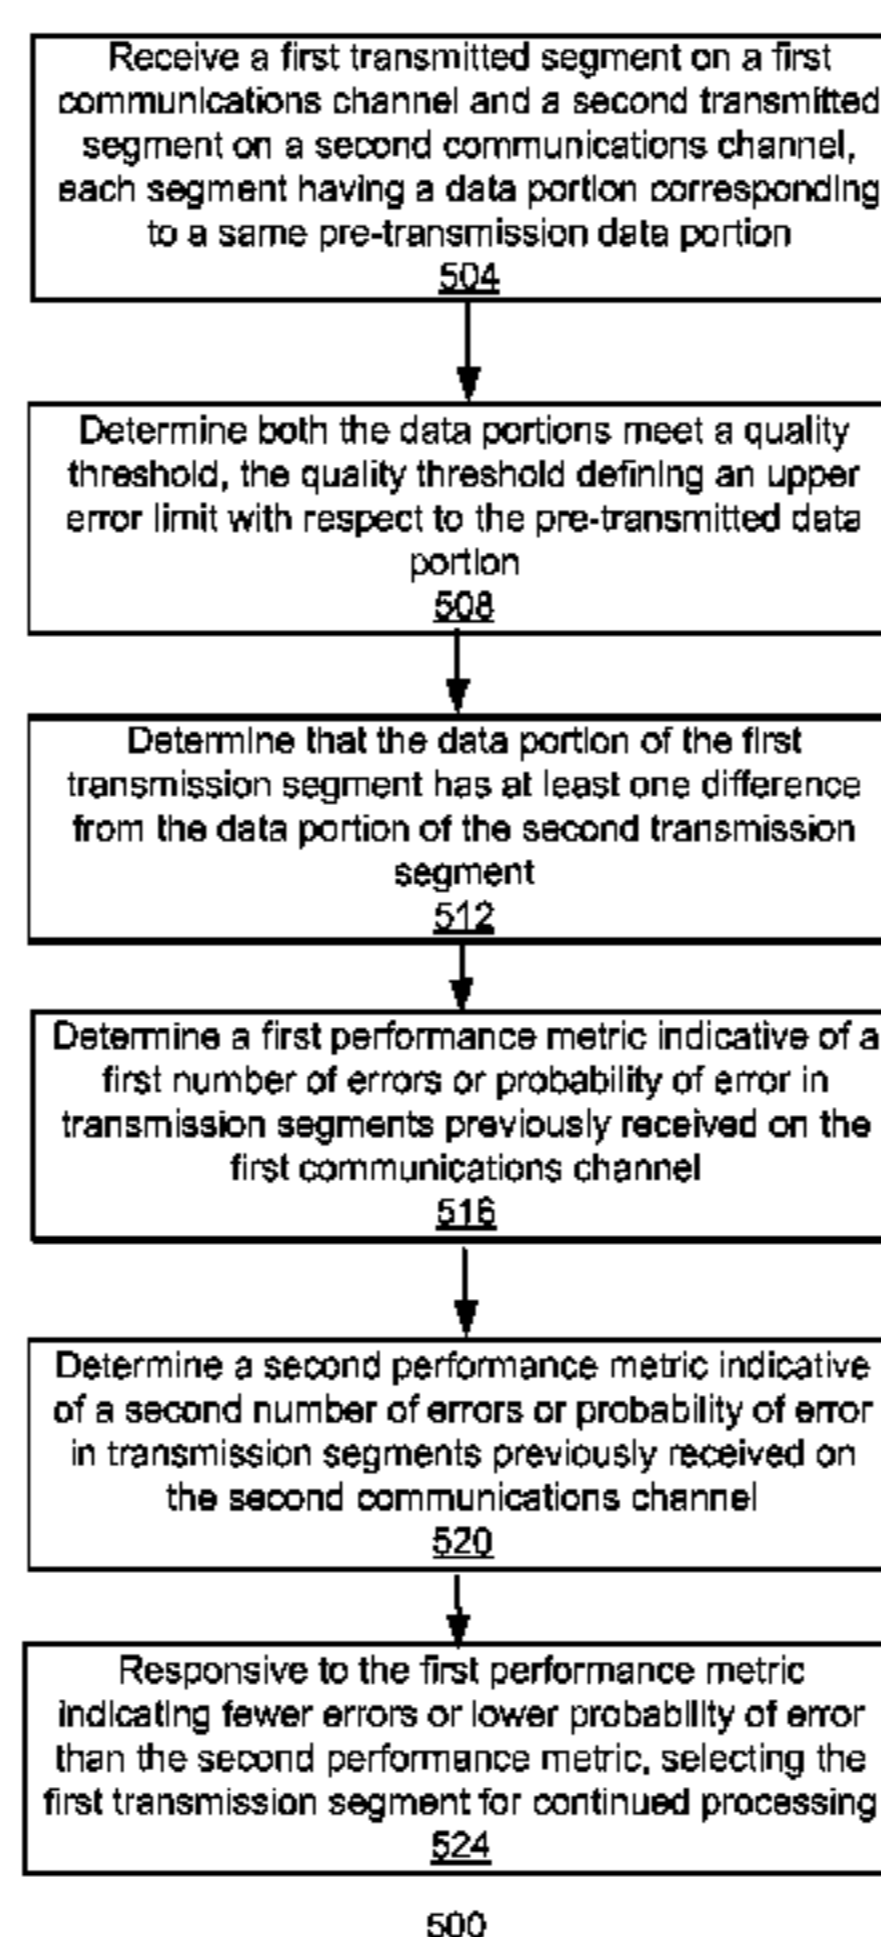 Receive a first transmitted segment on a first
communications channel and a second transmitted
segment on a second communications channel,
each segment having a data portion corresponding
to a same pre-transmission data portion
504
Determine both the data portions meet a quality
threshold, the quality threshold defining an upper
error limit with respect to the pre-transmitted data
portion
508
Determine that the data portion of the first
transmission segment has at least one difference
from the data portion of the second transmission
segment
512
Determine a first performance metric indicative of a
first number of errors or probability of error in
transmission segments previously received on the
first communications channel
516
Determine a second performance metric indicative
of a second number of errors or probability of error
in transmission segments previously received on
the second communications channel
520
Responsive to the first performance metric
indicating fewer errors or lower probability of error
than the second performance metric, selecting the
first transmission segment for continued processing
524
500